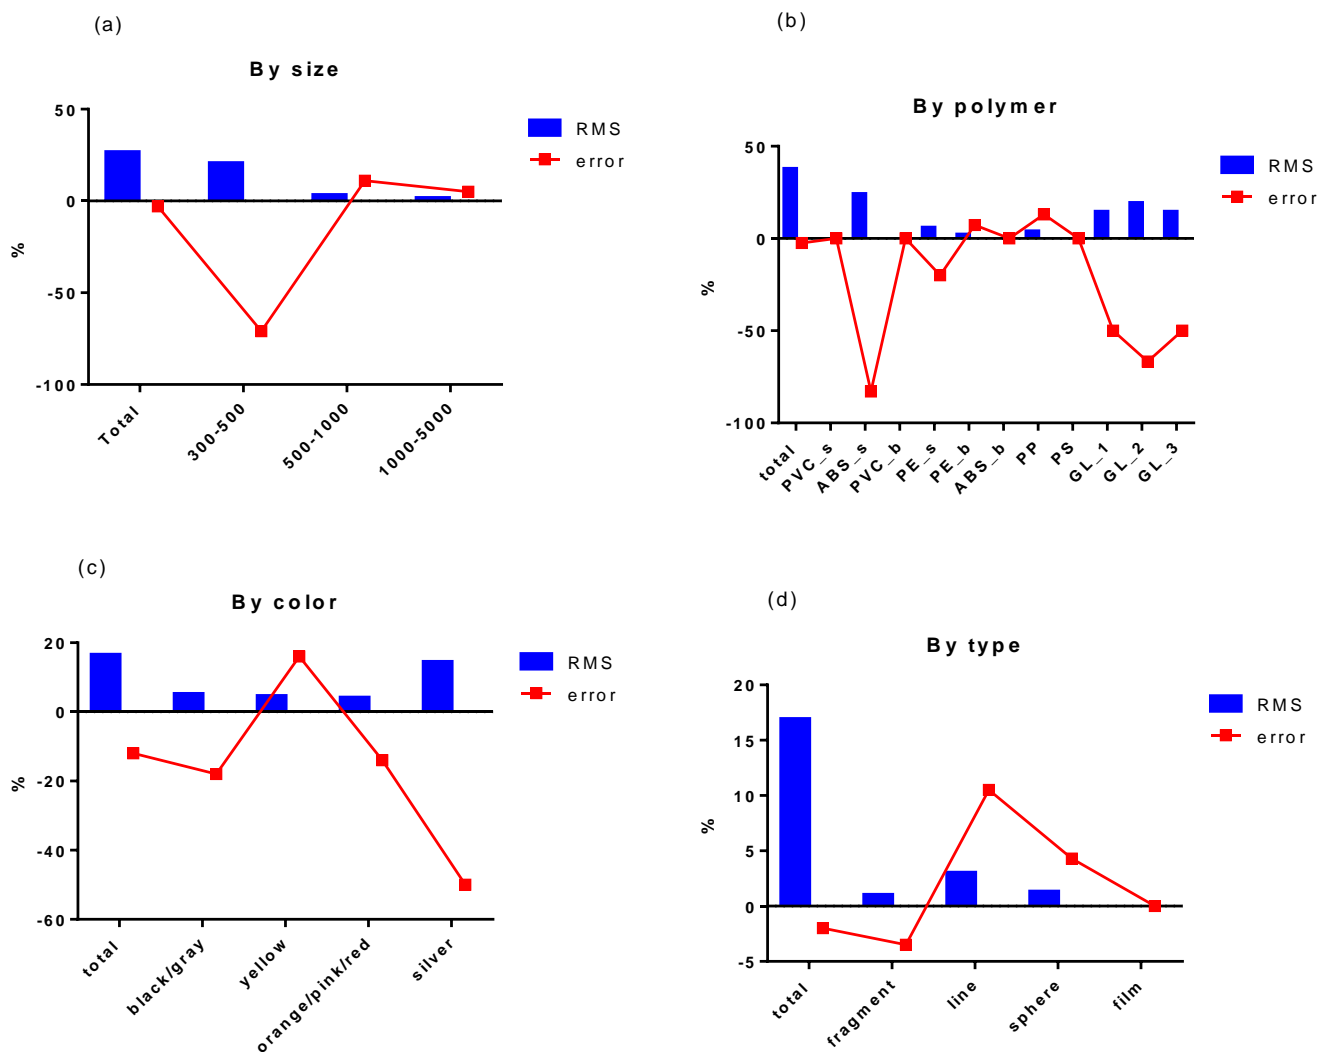 (a)
By size
50
0
-50
-100
%
RMS
error
Total
300-500
500-1000
1000-5000
(b)
By polymer
50
0
-50
-100
%
RMS
error
total
PVC_s
ABS_s
PVC_b
PE_s
PE_b
ABS_b
PP
PS
GL_1
GL_2
GL_3
(c)
By color
20
0
-20
-40
-60
%
RMS
error
total
black/gray
yellow
orange/pink/red
silver
(d)
By type
20
15
10
5
0
-5
%
RMS
error
total
fragment
line
sphere
film